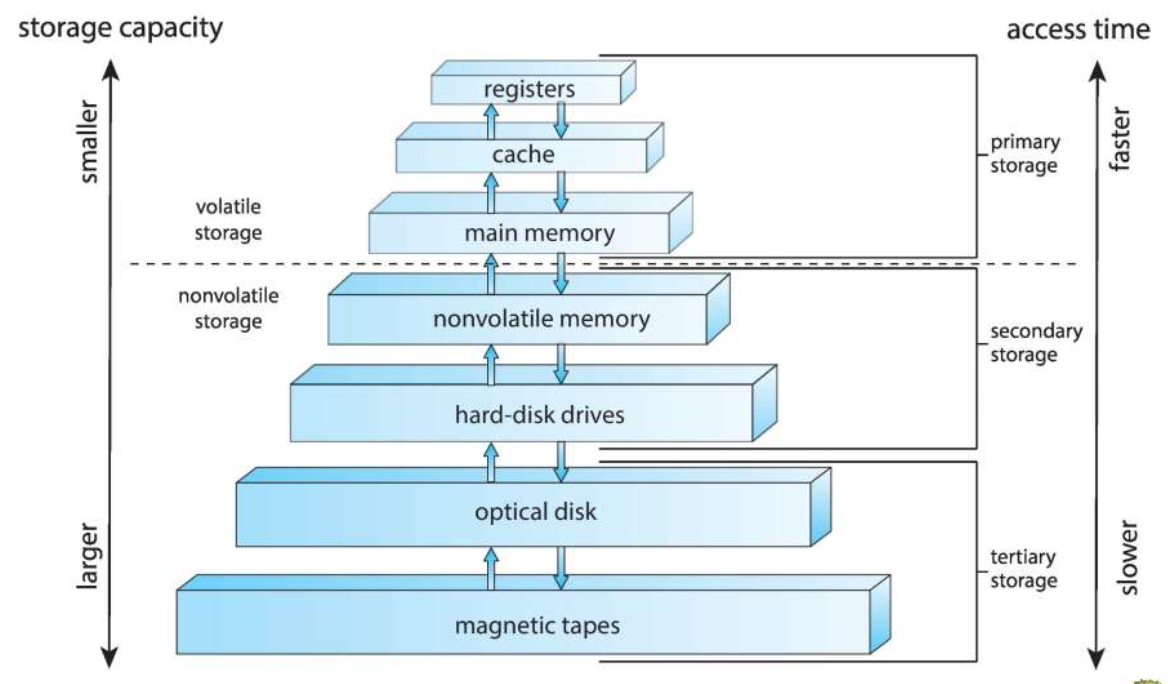 storage capacity
access time
smaller
faster
registers
cache
primary
storage
volatile
storage
main memory
nonvolatile
storage
nonvolatile memory
secondary
storage
hard-disk drives
optical disk
larger
slower
tertiary
storage
magnetic tapes